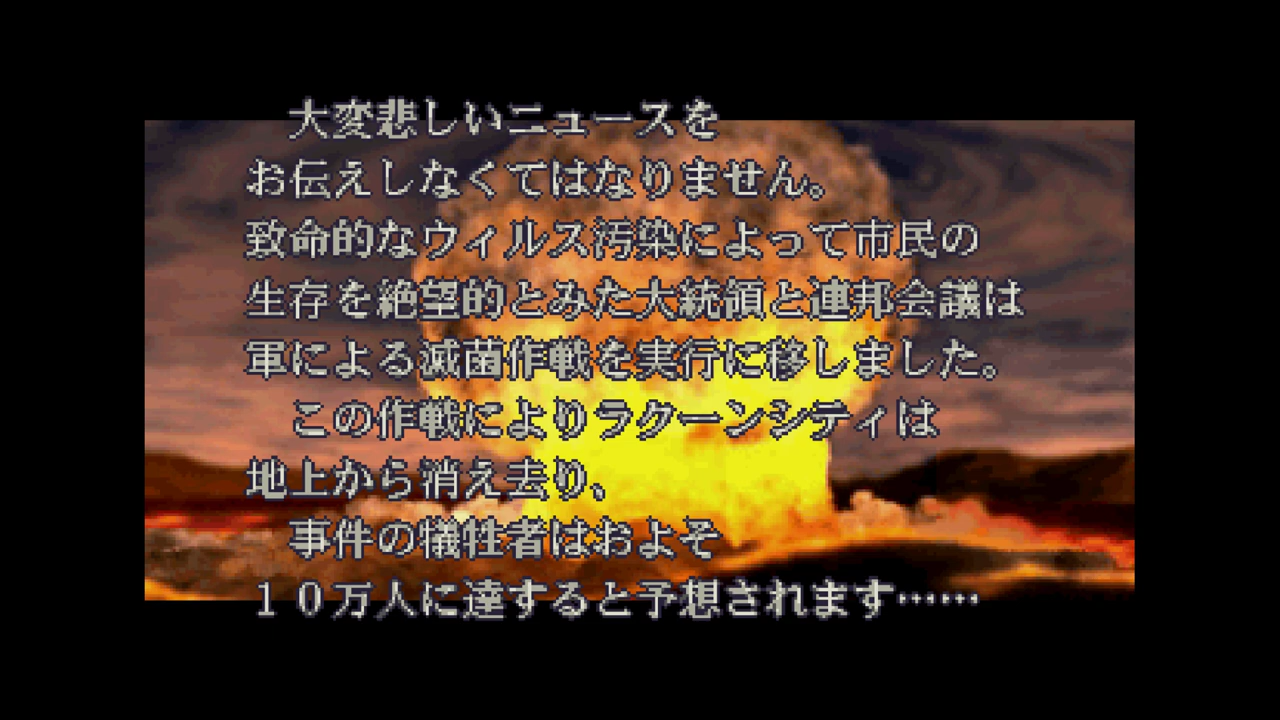 大変悲しいニュースを
お伝えしなくてはなりません。
致命的なウィルス汚染によって市民の
生存を絶望的とみた大統領と連邦会議は
軍による滅菌作戦を実行に移しました。
この作戦によりラクーンシティは
地上から消え去り、
事件の犠牲者はおよそ
１０万人に達すると予想されます……